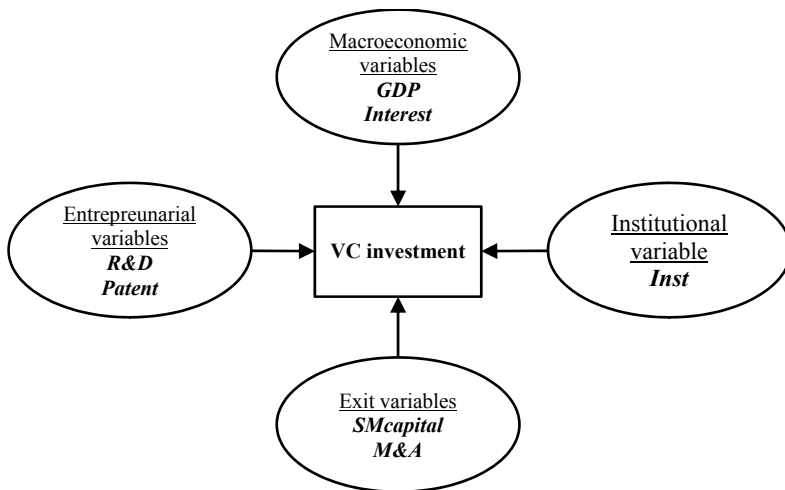 Macroeconomic
variables
GDP
Interest
Entrepreunarial
variables
R&D
Patent
VC investment
Institutional
variable
Inst
Exit variables
SMcapital
M&A